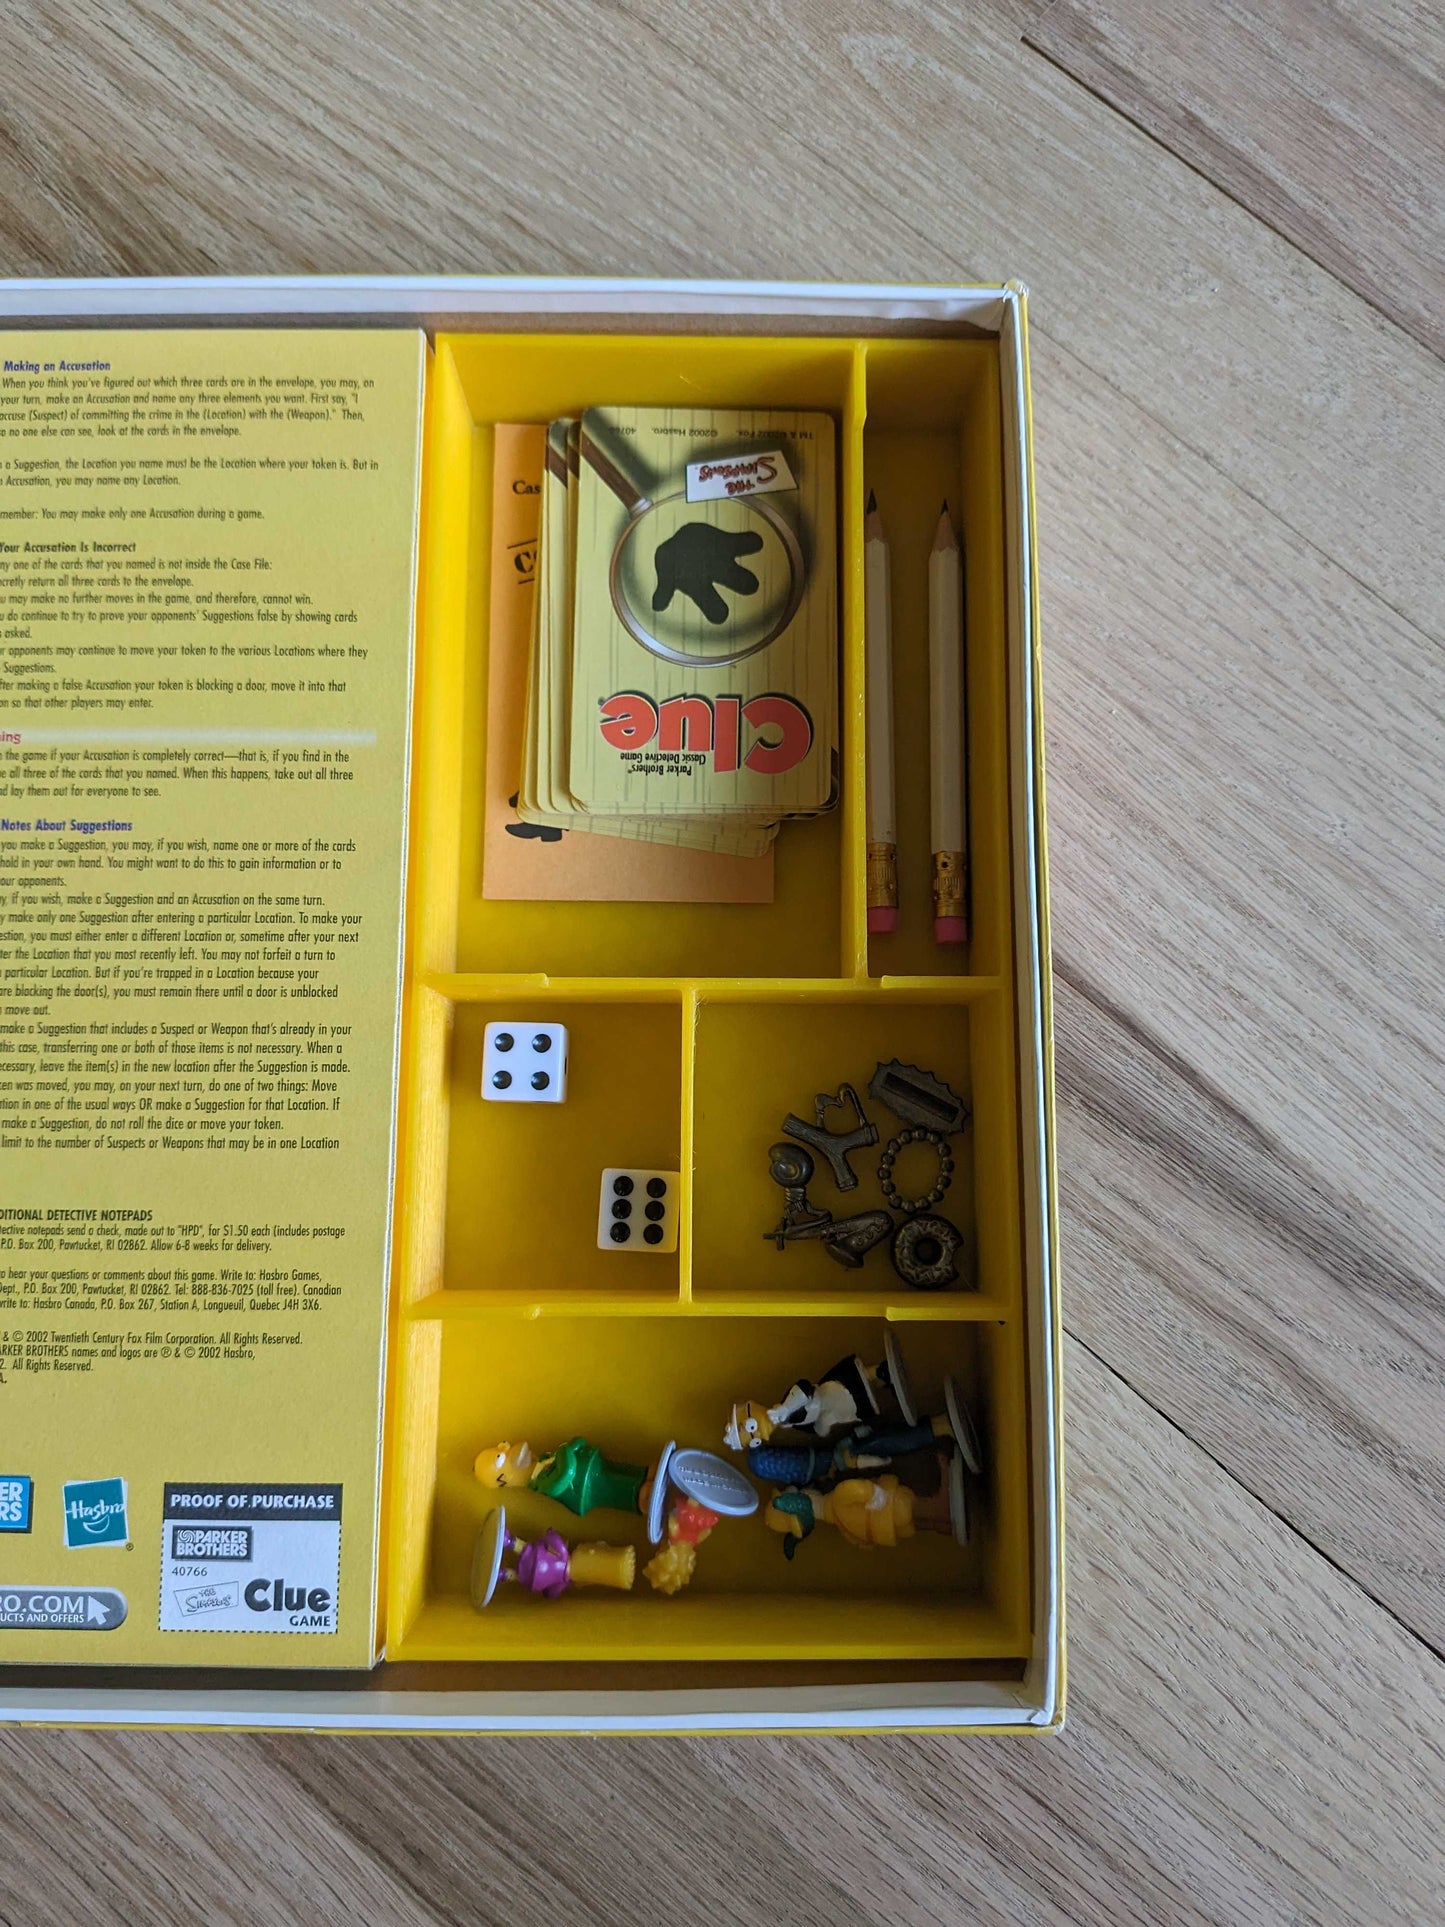 Making an Accusation
When you think you've figured out which three cards are in the envelope, you may, on
your turn, make an Accusation and name any three elements you want. First say, "I
accuse (Suspect) of committing the crime in the (Location) with the (Weapon)." Then,
no one else can see, look at the cards in the envelope.
a Suggestion, the Location you name must be the Location where your token is. But in
Accusation, you may name any Location.
member: You may make only one Accusation during a game.
Your Accusation Is Incorrect
ny one of the cards that you named is not inside the Case File:
cretly return all three cards to the envelope.
u may make no further moves in the game, and therefore, cannot win.
u do continue to try to prove your opponents' Suggestions false by showing cards
asked.
r opponents may continue to move your token to the various Locations where they
Suggestions.
fter making a false Accusation your token is blocking a door, move it into that
on so that other players may enter.
ning
the game if your Accusation is completely correct—that is, if you find in the
e all three of the cards that you named. When this happens, take out all three
d lay them out for everyone to see.
Notes About Suggestions
you make a Suggestion, you may, if you wish, name one or more of the cards
hold in your own hand. You might want to do this to gain information or to
our opponents.
y, if you wish, make a Suggestion and an Accusation on the same turn.
y make only one Suggestion after entering a particular Location. To make your
estion, you must either enter a different Location or, sometime after your next
ter the Location that you most recently left. You may not forfeit a turn to
particular Location. But if you're trapped in a Location because your
are blocking the door(s), you must remain there until a door is unblocked
move out.
make a Suggestion that includes a Suspect or Weapon that's already in your
this case, transferring one or both of those items is not necessary. When a
ecessary, leave the item(s) in the new location after the Suggestion is made.
ken was moved, you may, on your next turn, do one of two things: Move
ation in one of the usual ways OR make a Suggestion for that Location. If
make a Suggestion, do not roll the dice or move your token.
limit to the number of Suspects or Weapons that may be in one Location
DITIONAL DETECTIVE NOTEPADS
tective notepads send a check, made out to "HPD", for $1.50 each (includes postage
P.O. Box 200, Pawtucket, RI 02862. Allow 6-8 weeks for delivery.
o hear your questions or comments about this game. Write to: Hasbro Games,
Dept., P.O. Box 200, Pawtucket, RI 02862. Tel: 888-836-7025 (toll free). Canadian
write to: Hasbro Canada, P.O. Box 267, Station A, Longueuil, Quebec J4H 3X6.
& © 2002 Twentieth Century Fox Film Corporation. All Rights Reserved.
ARKER BROTHERS names and logos are ® & © 2002 Hasbro,
2. All Rights Reserved.
A.
ER
RS
Hasbro
®
RO.COM
UCTS AND OFFERS
PROOF OF PURCHASE
PARKER
BROTHERS
40766
THE
SIMPSONS
Clue
GAME
Cas
Parker Brothers®
Classic Detective Game
Clue
THE
SIMPSONS
TM & ©2002 Fox. ©2002 Hasbro. 40766